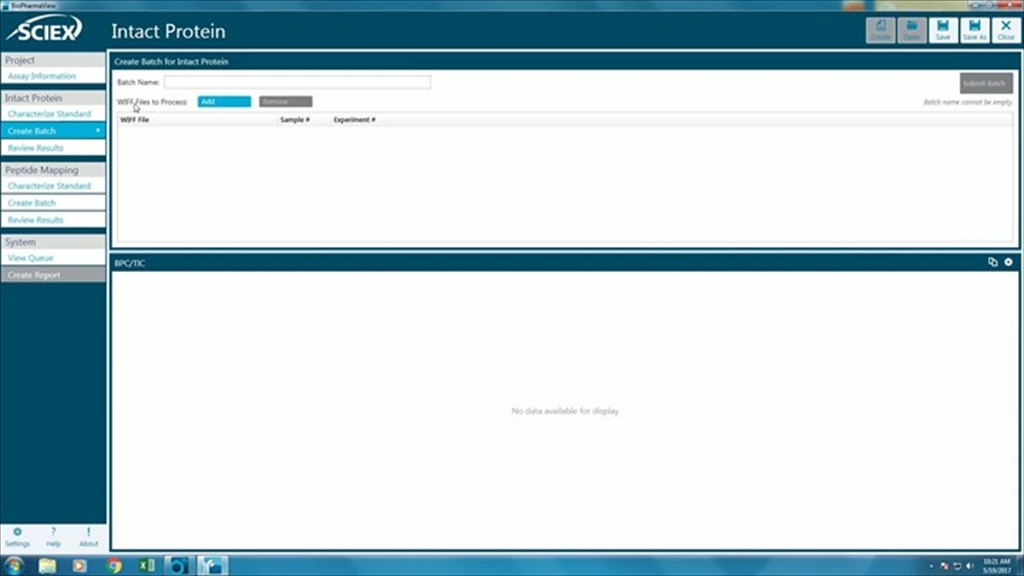 BioPharmaView
SCIEX
Intact Protein
Create
Open
Save
Save As
Close
Project
Assay Information
Intact Protein
Characterize Standard
Create Batch
Review Results
Peptide Mapping
Characterize Standard
Create Batch
Review Results
System
View Queue
Create Report
Settings
Help
About
Create Batch for Intact Protein
Batch Name:
Submit Batch
WIFF Files to Process:
Add
Remove
Batch name cannot be empty.
WIFF File
Sample #
Experiment #
BPC/TIC
No data available for display
10:21 AM
5/19/2017